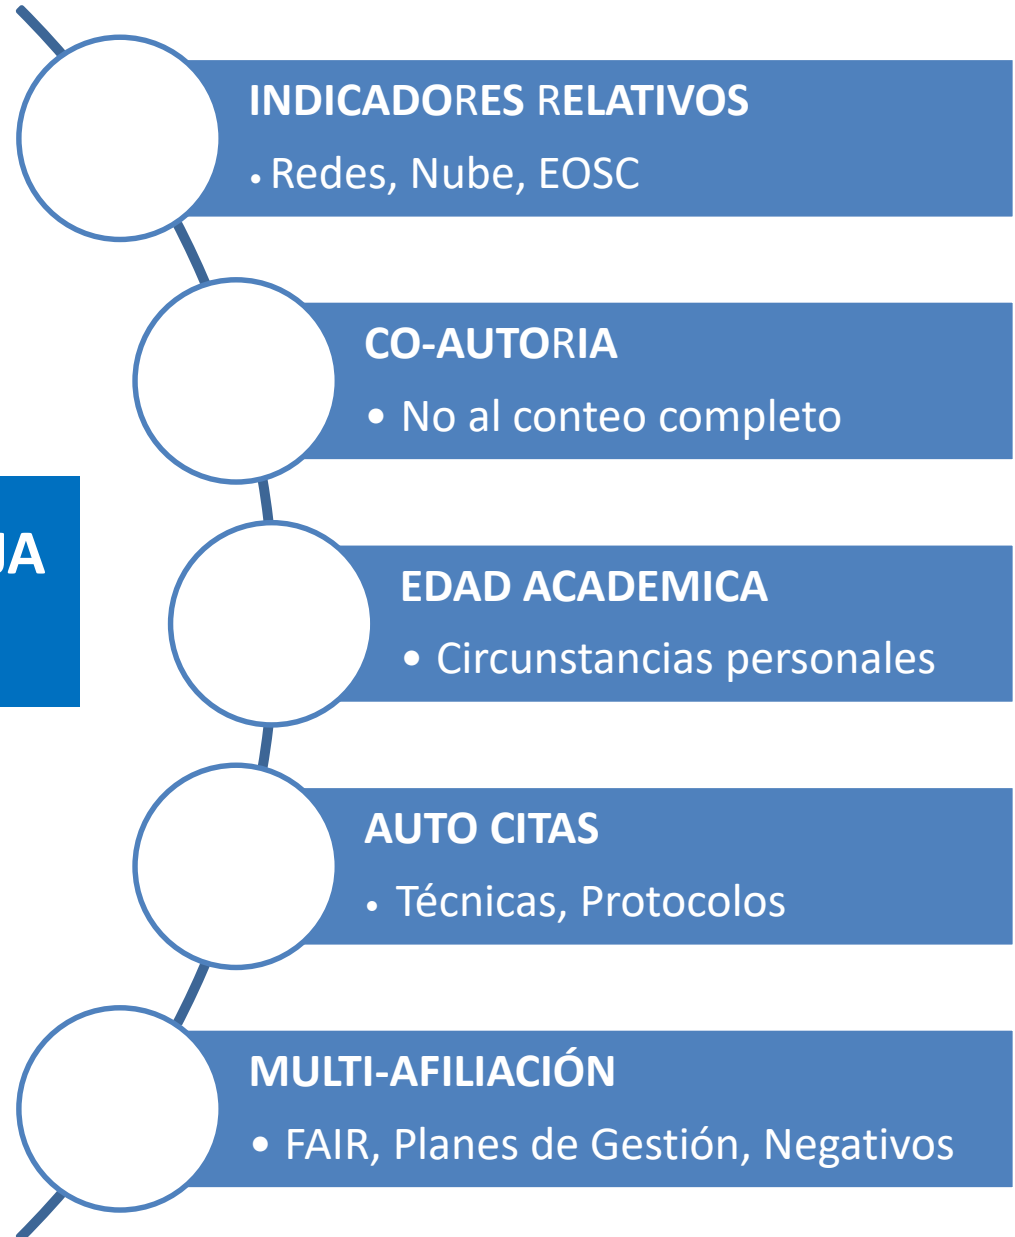 INDICADORES RELATIVOS
• Redes, Nube, EOSC
CO-AUTORIA
• No al conteo completo
EDAD ACADEMICA
• Circunstancias personales
AUTO CITAS
• Técnicas, Protocolos
MULTI-AFILIACIÓN
• FAIR, Planes de Gestión, Negativos